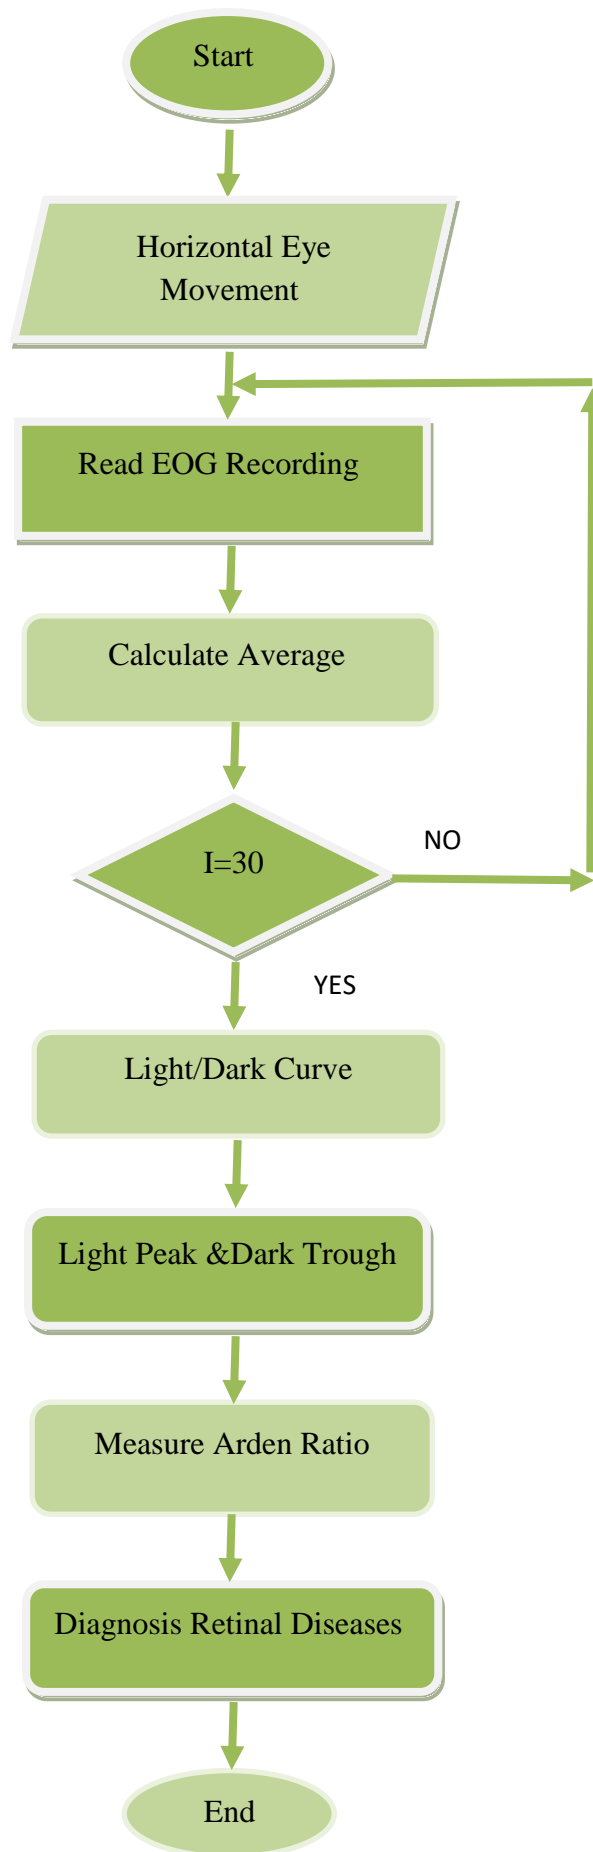 Start
Horizontal Eye
Movement
Read EOG Recording
Calculate Average
I=30
NO
YES
Light/Dark Curve
Light Peak &Dark Trough
Measure Arden Ratio
Diagnosis Retinal Diseases
End